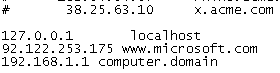 #       38.25.63.10     x.acme.com
127.0.0.1       localhost
92.122.253.175 www.microsoft.com
192.168.1.1 computer.domain